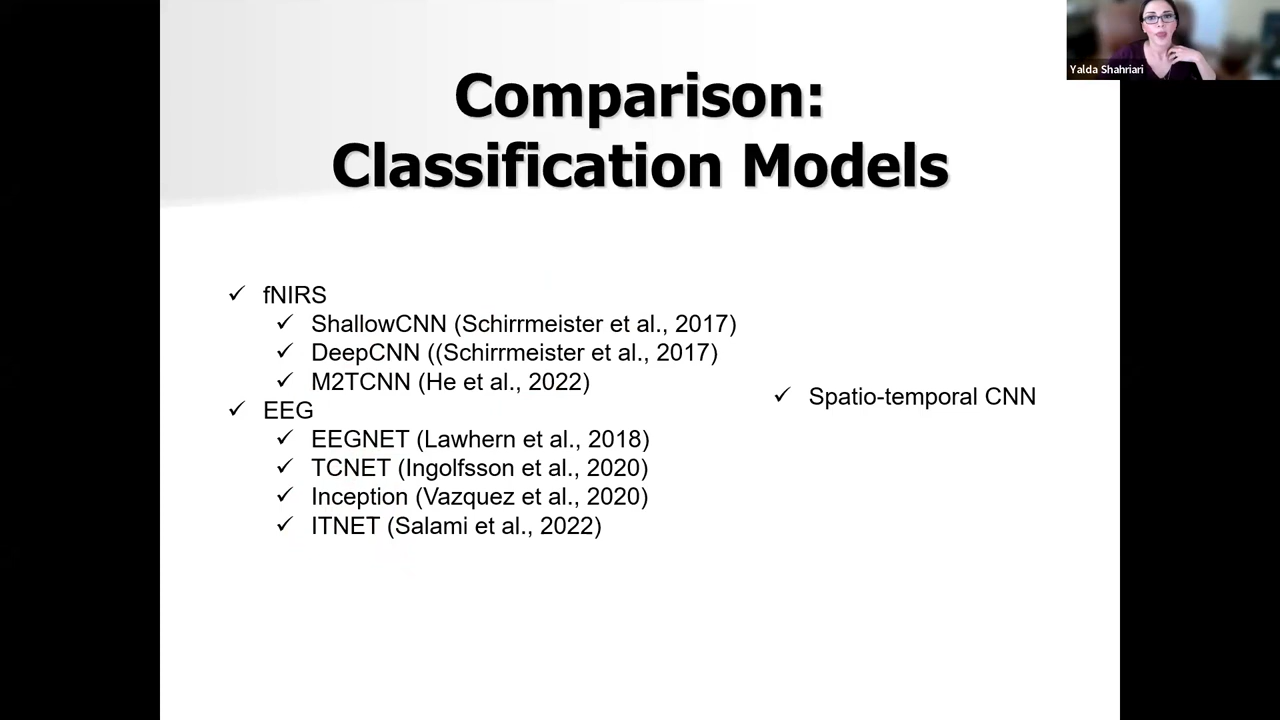 Yalda Shahriari
Comparison:
Classification Models
✓ fNIRS
✓ ShallowCNN (Schirrmeister et al., 2017)
✓ DeepCNN ((Schirrmeister et al., 2017)
✓ M2TCNN (He et al., 2022)
✓ EEG
✓ EEGNET (Lawhern et al., 2018)
✓ TCNET (Ingolfsson et al., 2020)
✓ Inception (Vazquez et al., 2020)
✓ ITNET (Salami et al., 2022)
✓ Spatio-temporal CNN